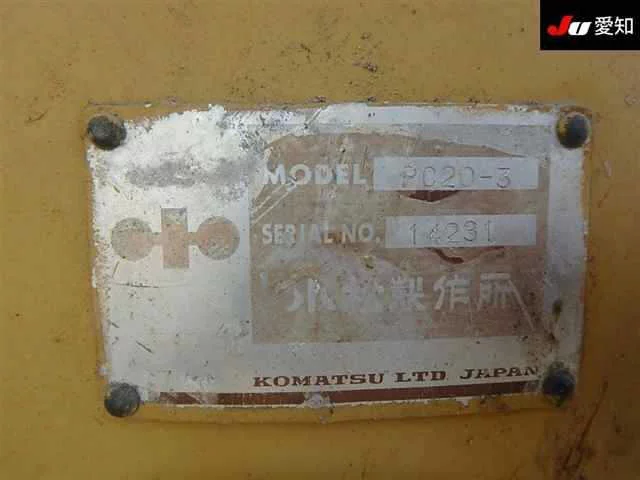 JU 愛知
MODEL PC20-3
SERIAL NO. 14231
小松製作所
KOMATSU LTD JAPAN